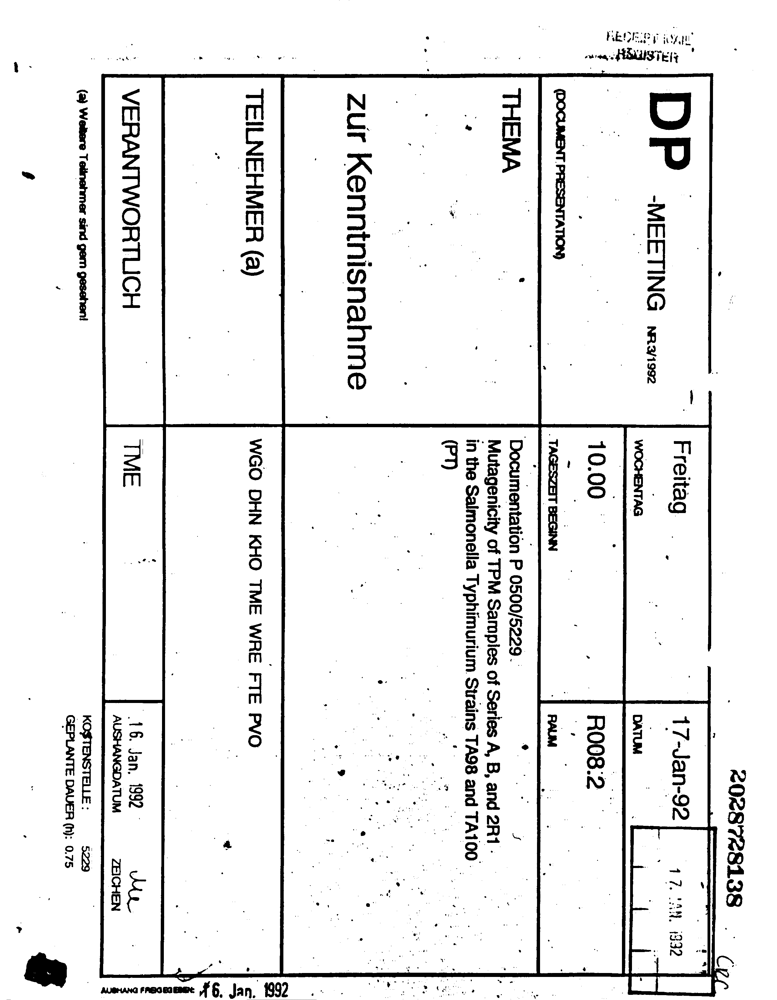 2028728138
DP -MEETING NR.3/1992
(DOCUMENT PRESENTATION)
Freitag
WOCHENTAG
17-Jan-92
DATUM
17. JAN. 1992
10.00
TAGESZEIT BEGINN
R008.2
RAUM
THEMA
zur Kenntnisnahme
Documentation P 0500/5229
Mutagenicity of TPM Samples of Series A, B, and 2R1
in the Salmonella Typhimurium Strains TA98 and TA100
(PT)
TEILNEHMER (a)
WGO DHN KHO TME WRE FTE PVO
VERANTWORTLICH
TME
16. Jan. 1992
AUSHANGDATUM
ZEICHEN
(a) Weitere Teilnehmer sind gern gesehen!
KOSTENSTELLE: 5229
GEPLANTE DAUER (h): 0.75
AUSHANG FREIGEGEBEN: 16. Jan. 1992